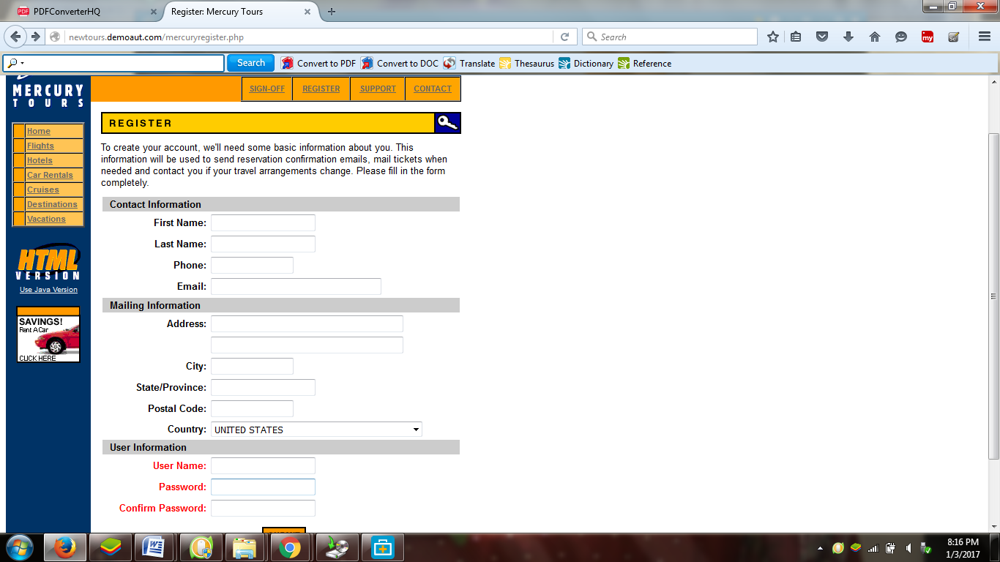 PDFConverterHQ
Register: Mercury Tours
newtours.demoaut.com/mercuryregister.php
Search
my
Search
Convert to PDF
Convert to DOC
Translate
Thesaurus
Dictionary
Reference
MERCURY
TOURS
SIGN-OFF
REGISTER
SUPPORT
CONTACT
Home
Flights
Hotels
Car Rentals
Cruises
Destinations
Vacations
HTML
VERSION
Use Java Version
SAVINGS!
Rent A Car
CLICK HERE
REGISTER
To create your account, we'll need some basic information about you. This
information will be used to send reservation confirmation emails, mail tickets when
needed and contact you if your travel arrangements change. Please fill in the form
completely.
Contact Information
First Name:
Last Name:
Phone:
Email:
Mailing Information
Address:
City:
State/Province:
Postal Code:
Country:
UNITED STATES
User Information
User Name:
Password:
Confirm Password:
8:16 PM
1/3/2017